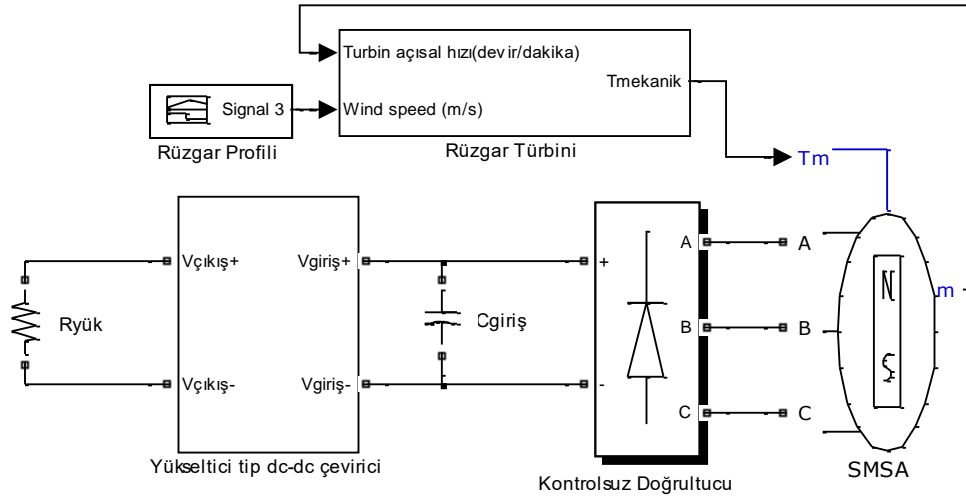 Turbin açısal hızı(devir/dakika)
Tmekanik
Signal 3
Wind speed (m/s)
Rüzgar Profili
Rüzgar Türbini
Tm
Vçıkış+
Vgiriş+
+
A
A
N
m
Ryük
Cgiriş
B
B
Ş
Vçıkış-
Vgiriş-
-
C
C
Yükseltici tip dc-dc çevirici
Kontrolsuz Doğrultucu
SMSA